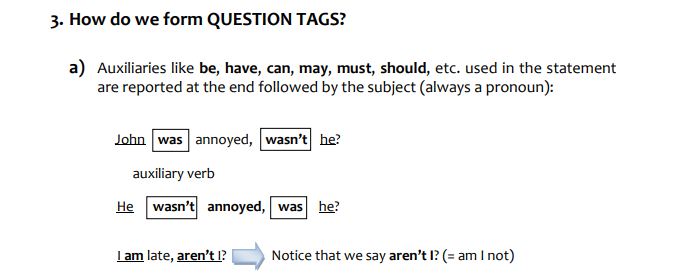 3. How do we form QUESTION TAGS?
a) Auxiliaries like be, have, can, may, must, should, etc. used in the statement
are reported at the end followed by the subject (always a pronoun):
John was annoyed, wasn't he?
auxiliary verb
He wasn't annoyed, was he?
I am late, aren't I? Notice that we say aren't I? (= am I not)